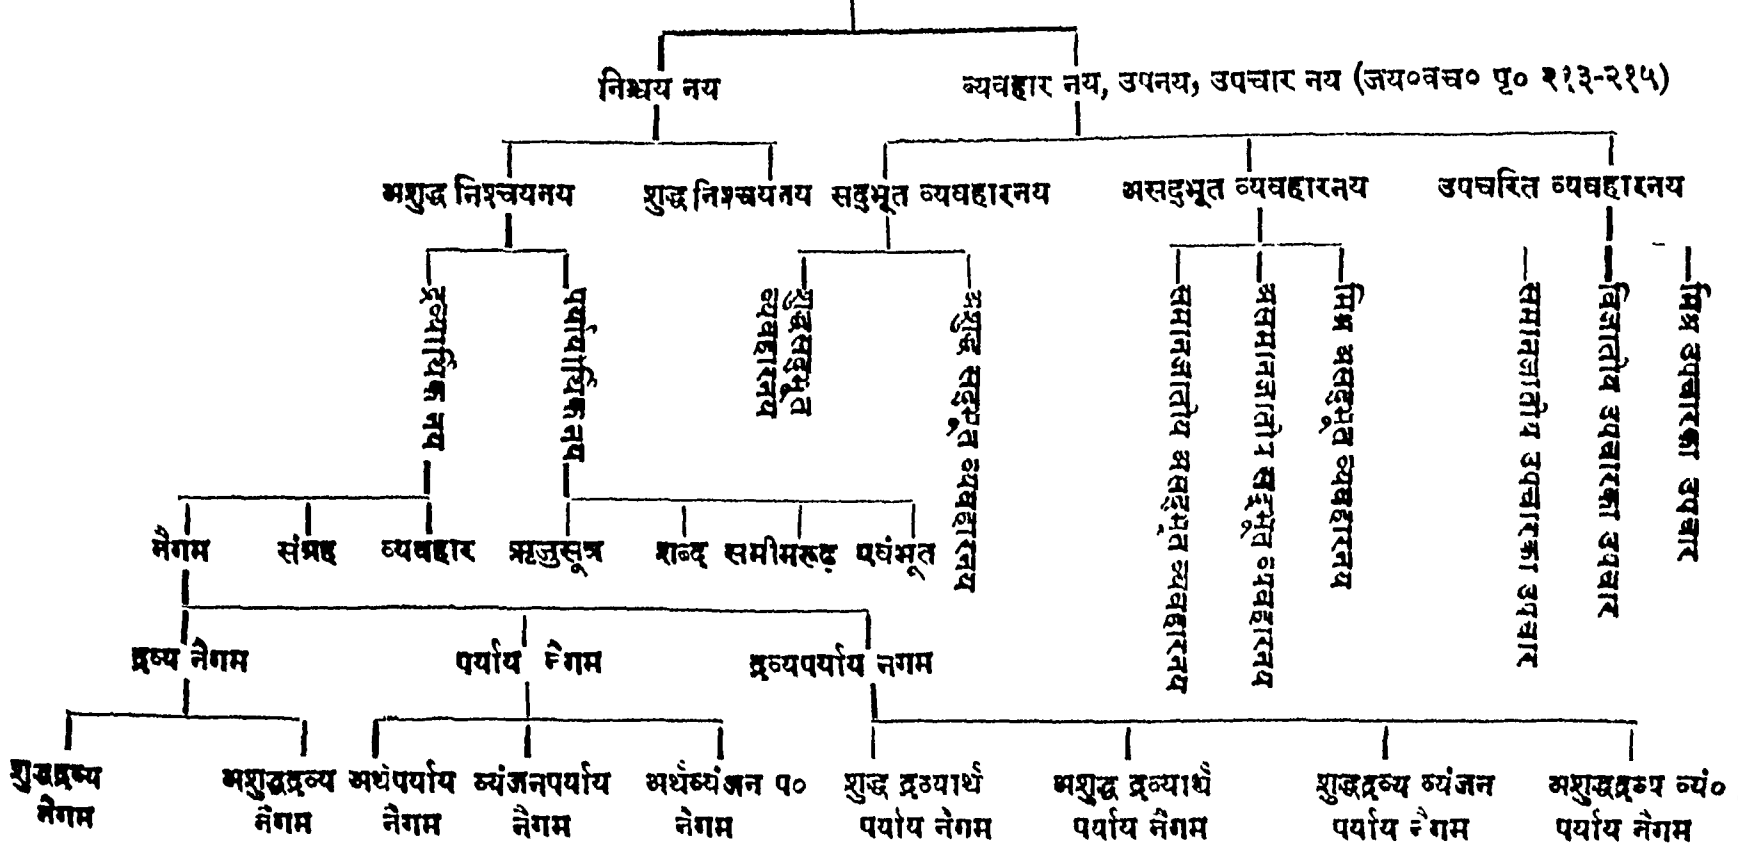 निश्चय नय
व्यवहार नय, उपनय, उपचार नय (जय०वच० पृ० २१३-२१५)
अशुद्ध निश्चयनय
शुद्ध निश्चयनय
सद्भूत व्यवहारनय
असद्भूत व्यवहारनय
उपचरित व्यवहारनय
द्रव्यार्थिक नय
पर्यायार्थिक नय
शुद्धसद्भूत
व्यवहारनय
अशुद्ध सद्भूत व्यवहारनय
समानजातीय असद्भूत व्यवहारनय
असमानजातीय सद्भूत व्यवहारनय
मिश्र असद्भूत व्यवहारनय
समानजातीय उपचारका उपचार
विजातीय उपचारका उपचार
मिश्र उपचारका उपचार
नैगम
संग्रह
व्यवहार
ऋजुसूत्र
शब्द
समीमरूढ़
एवंभूत
द्रव्य नैगम
पर्याय नैगम
द्रव्यपर्याय नगम
शुद्धद्रव्य
नैगम
अशुद्धद्रव्य
नैगम
अर्थपर्याय
नैगम
व्यंजनपर्याय
नैगम
अर्थव्यंजन प०
नैगम
शुद्ध द्रव्यार्थ
पर्याय नैगम
अशुद्ध द्रव्यार्थ
पर्याय नैगम
शुद्धद्रव्य व्यंजन
पर्याय नैगम
अशुद्धद्रव्य व्यं०
पर्याय नैगम